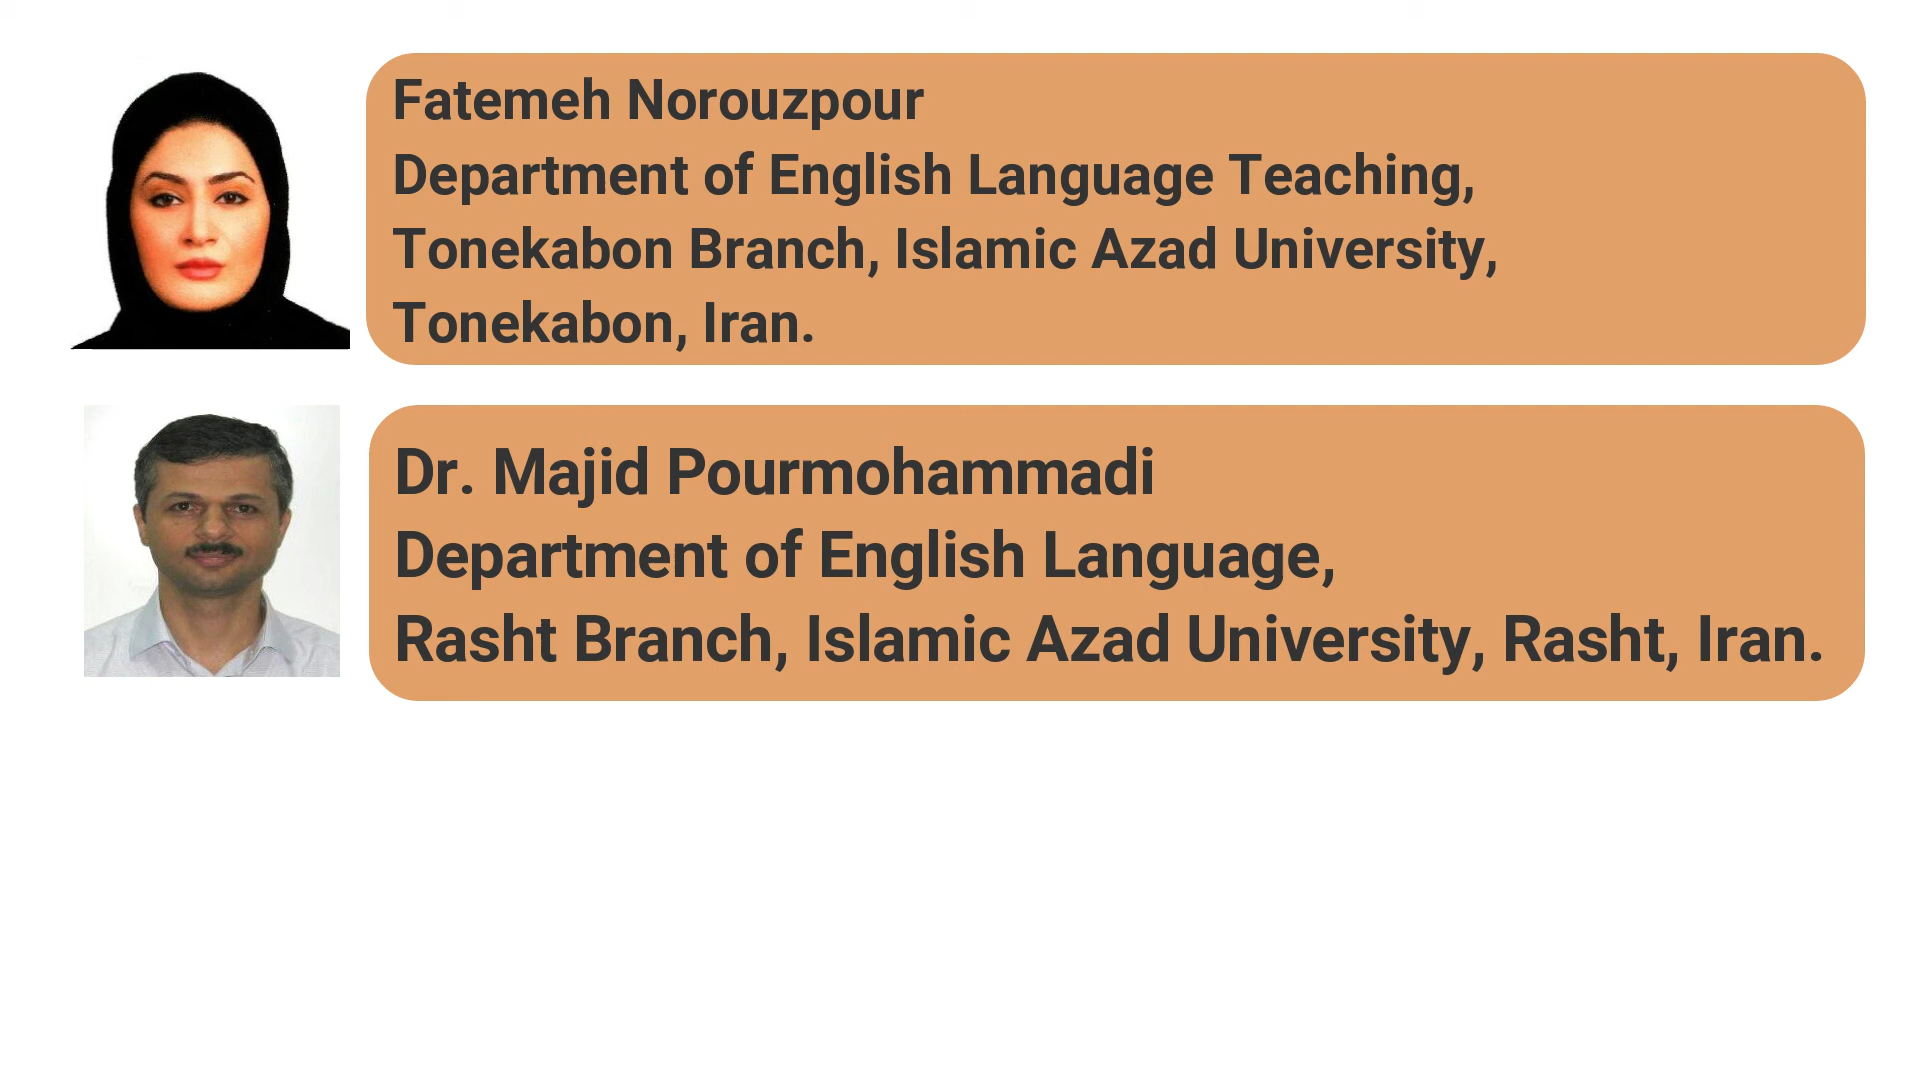 Fatemeh Norouzpour
Department of English Language Teaching,
Tonekabon Branch, Islamic Azad University,
Tonekabon, Iran.
Dr. Majid Pourmohammadi
Department of English Language,
Rasht Branch, Islamic Azad University, Rasht, Iran.